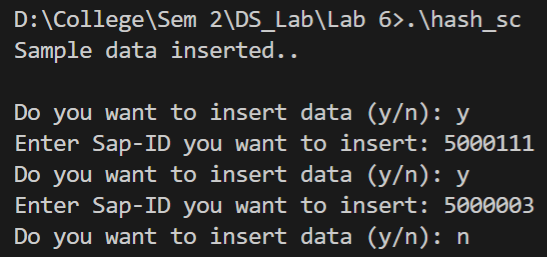 D:\College\Sem 2\DS_Lab\Lab 6>.\hash_sc
Sample data inserted..
Do you want to insert data (y/n): y
Enter Sap-ID you want to insert: 5000111
Do you want to insert data (y/n): y
Enter Sap-ID you want to insert: 5000003
Do you want to insert data (y/n): n